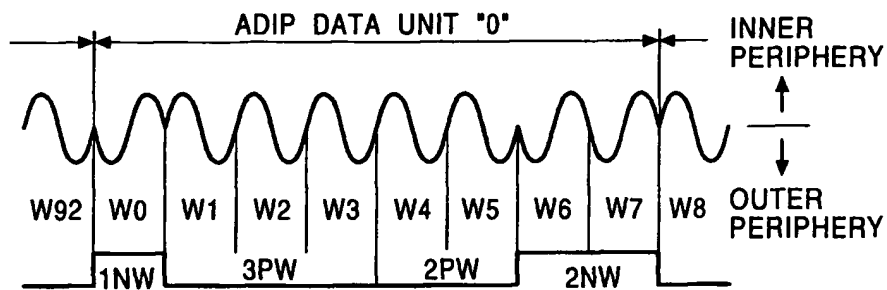 ADIP DATA UNIT "0"
INNER
PERIPHERY
W92 W0 W1 W2 W3 W4 W5 W6 W7 W8
OUTER
PERIPHERY
1NW 3PW 2PW 2NW